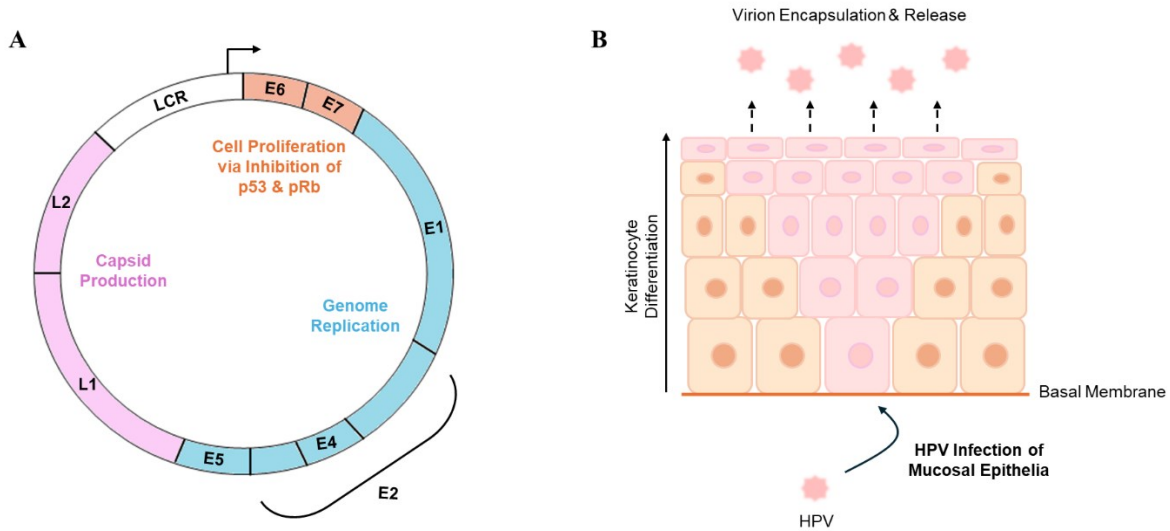 A
LCR
E6
E7
Cell Proliferation
via Inhibition of
p53 & pRb
L2
E1
Capsid
Production
Genome
Replication
L1
E5
E4
E2
B
Virion Encapsulation & Release
Keratinocyte
Differentiation
Basal Membrane
HPV Infection of
Mucosal Epithelia
HPV